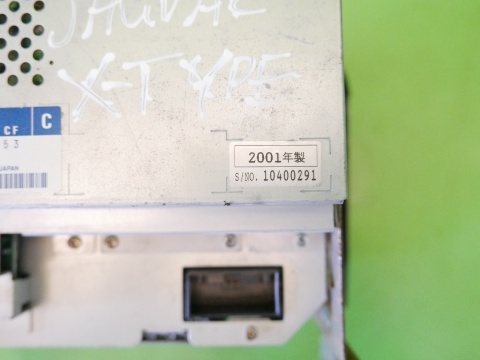 JAGUAR
X-TYPE
CF C
53
JAPAN
2001年製
S/NO. 10400291